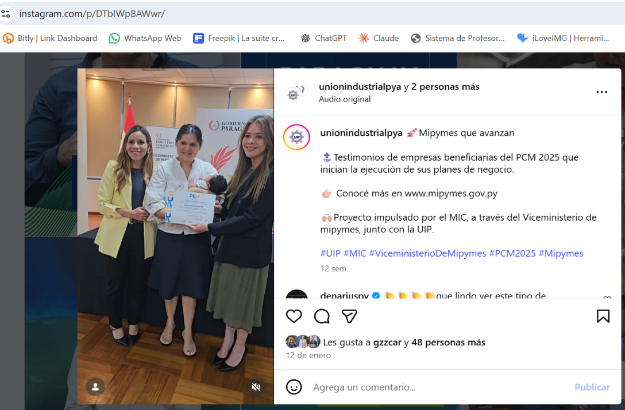 instagram.com/p/DTblWp8AWwr/
Bitly | Link Dashboard
WhatsApp Web
Freepik | La suite cr...
ChatGPT
Claude
Sistema de Profesor...
iLoveIMG | Herrami...
unionindustrialpya y 2 personas más
Audio original
GOBIERNO
PARAGUAY
unionindustrialpya 🚀Mipymes que avanzan
Testimonios de empresas beneficiarias del PCM 2025 que
inician la ejecución de sus planes de negocio.
👉🏻 Conocé más en www.mipymes.gov.py
Proyecto impulsado por el MIC, a través del Viceministerio de
mipymes, junto con la UIP.
#UIP #MIC #ViceministerioDeMipymes #PCM2025 #Mipymes
12 sem
denariuspy 👏👏👏👏que lindo ver este tipo de
Les gusta a gzzcar y 48 personas más
12 de enero
Agrega un comentario...
Publicar